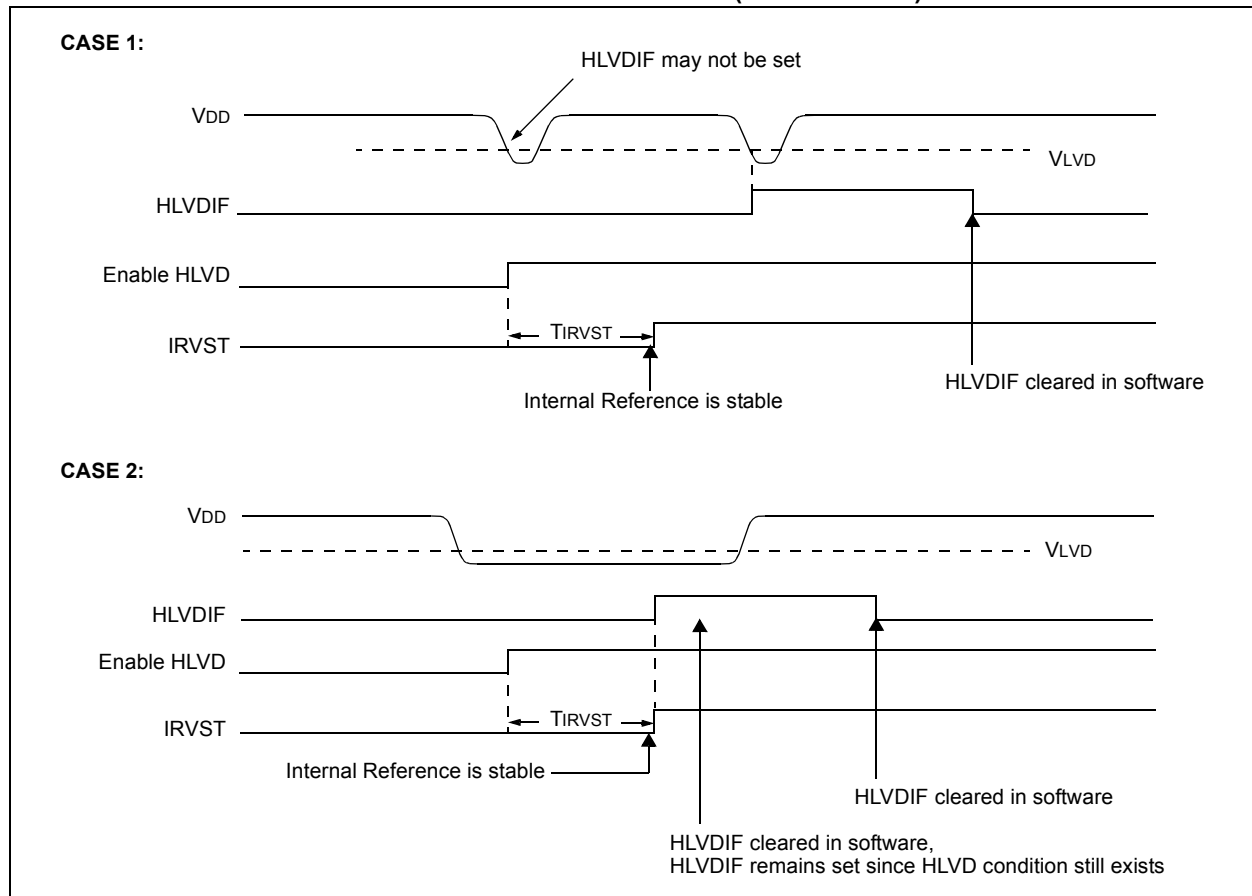 CASE 1:
HLVDIF may not be set
VDD
VLVD
HLVDIF
Enable HLVD
TIRVST
IRVST
HLVDIF cleared in software
Internal Reference is stable
CASE 2:
VDD
VLVD
HLVDIF
Enable HLVD
TIRVST
IRVST
Internal Reference is stable
HLVDIF cleared in software
HLVDIF cleared in software,
HLVDIF remains set since HLVD condition still exists